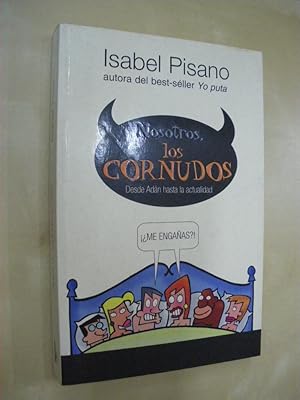 Isabel Pisano
autora del best-séller Yo puta
Nosotros,
los
CORNUDOS
Desde Adán hasta la actualidad
¡¿ME ENGAÑAS?!